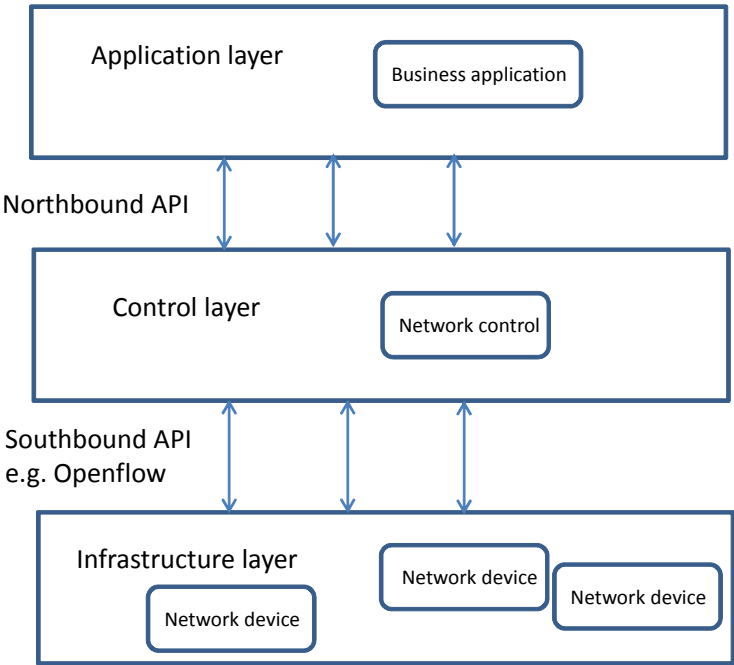 Application layer
Business application
Northbound API
Control layer
Network control
Southbound API
e.g. Openflow
Infrastructure layer
Network device
Network device
Network device